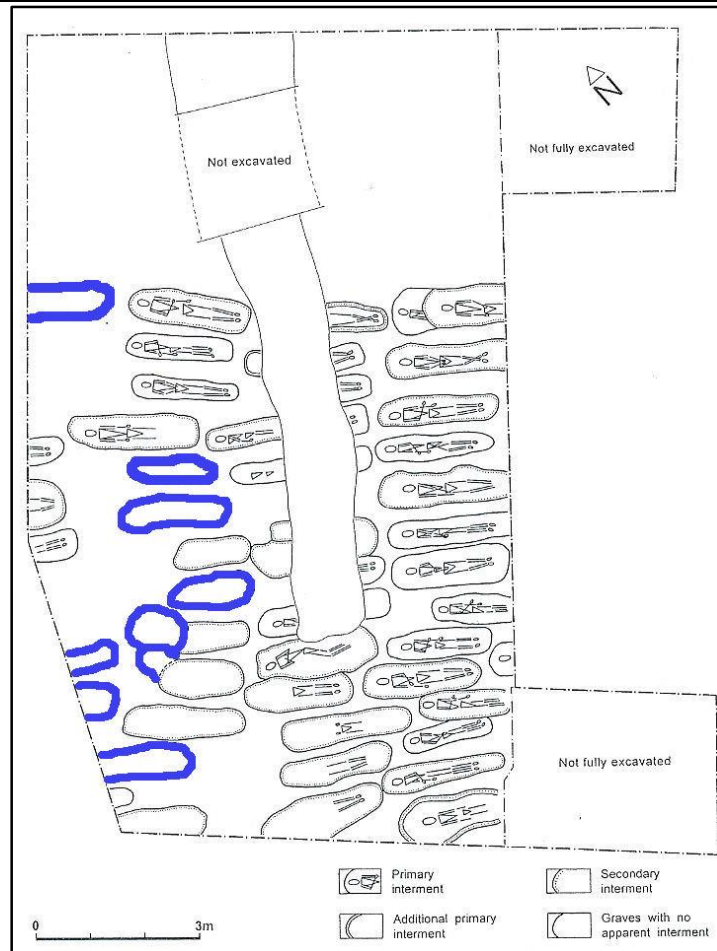 N
Not excavated
Not fully excavated
Not fully excavated
Primary
interment
Secondary
interment
Additional primary
interment
Graves with no
apparent interment
0
3m